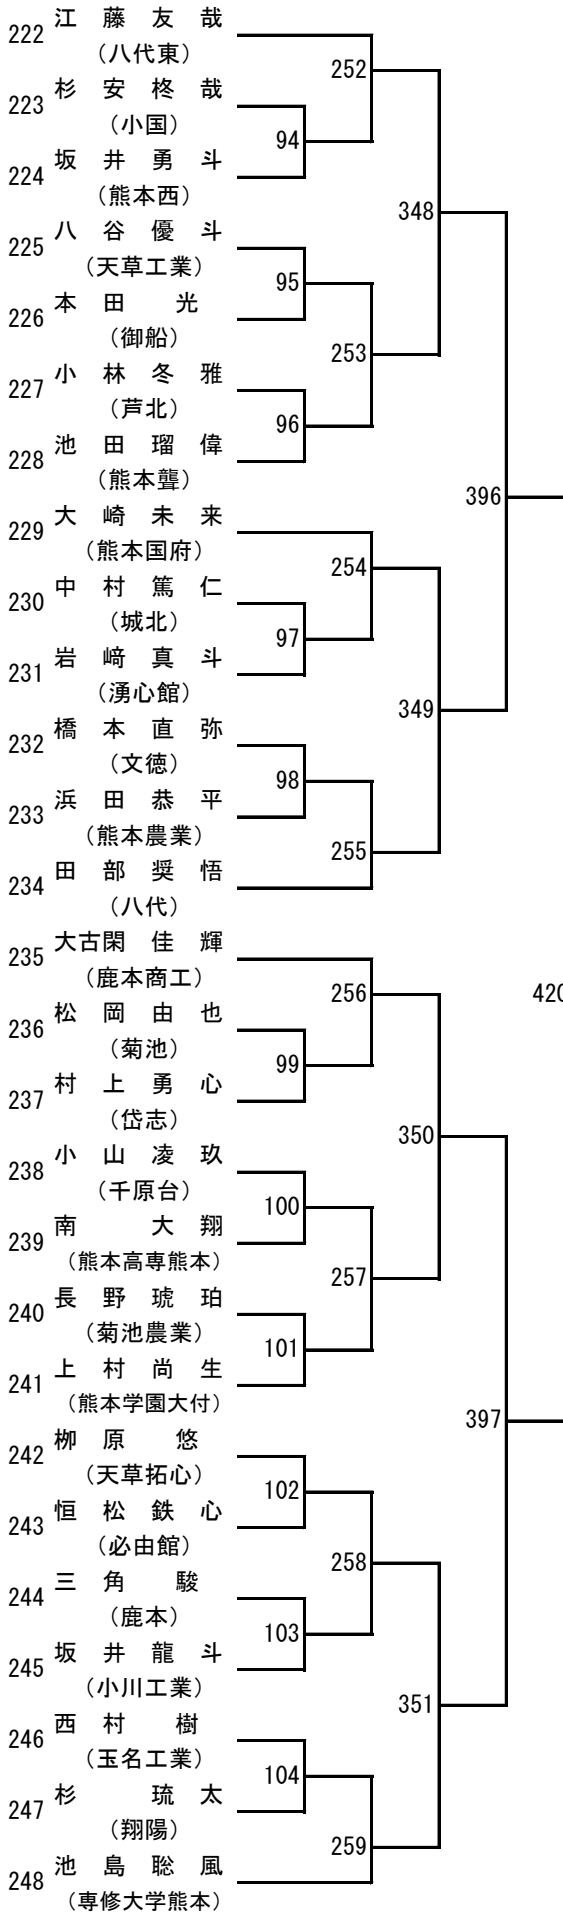 222 江藤友哉
（八代東）
252
223 杉安柊哉
（小国）
94
224 坂井勇斗
（熊本西）
348
225 八谷優斗
（天草工業）
95
226 本田光
（御船）
253
227 小林冬雅
（芦北）
96
228 池田瑠偉
（熊本聾）
396
229 大崎未来
（熊本国府）
254
230 中村篤仁
（城北）
97
231 岩﨑真斗
（湧心館）
349
232 橋本直弥
（文徳）
98
233 浜田恭平
（熊本農業）
255
234 田部奨悟
（八代）
235 大古閑佳輝
（鹿本商工）
256
420
236 松岡由也
（菊池）
99
237 村上勇心
（岱志）
350
238 小山凌玖
（千原台）
100
239 南大翔
（熊本高専熊本）
257
240 長野琥珀
（菊池農業）
101
241 上村尚生
（熊本学園大付）
397
242 栁原悠
（天草拓心）
102
243 恒松鉄心
（必由館）
258
244 三角駿
（鹿本）
103
245 坂井龍斗
（小川工業）
351
246 西村樹
（玉名工業）
104
247 杉琉太
（翔陽）
259
248 池島聡風
（専修大学熊本）